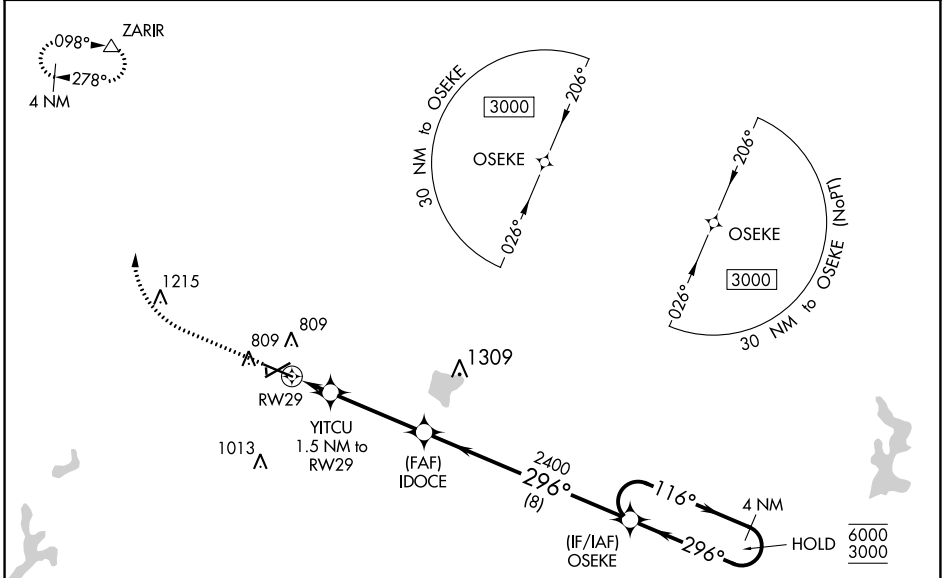 098°
ZARIR
278°
4 NM
30 NM to OSEKE
3000
206°
OSEKE
026°
206°
30 NM to OSEKE (NoPT)
OSEKE
3000
026°
1215
809
809
1309
RW29
YITCU
1.5 NM to
RW29
1013
(FAF)
IDOCE
2400
296°
(8)
116°
4 NM
(IF/IAF)
OSEKE
296°
HOLD
6000
3000